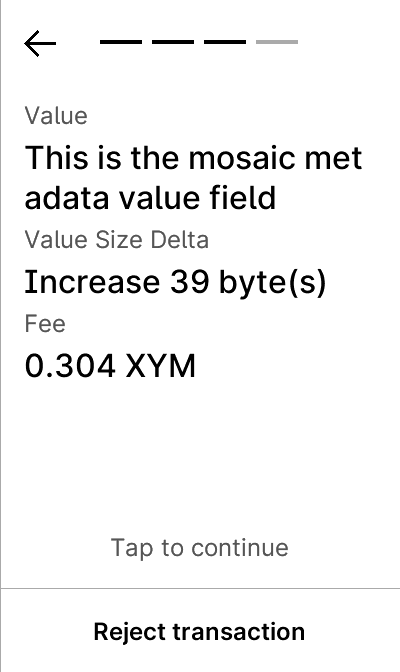 Value
This is the mosaic met
adata value field
Value Size Delta
Increase 39 byte(s)
Fee
0.304 XYM
Tap to continue
Reject transaction